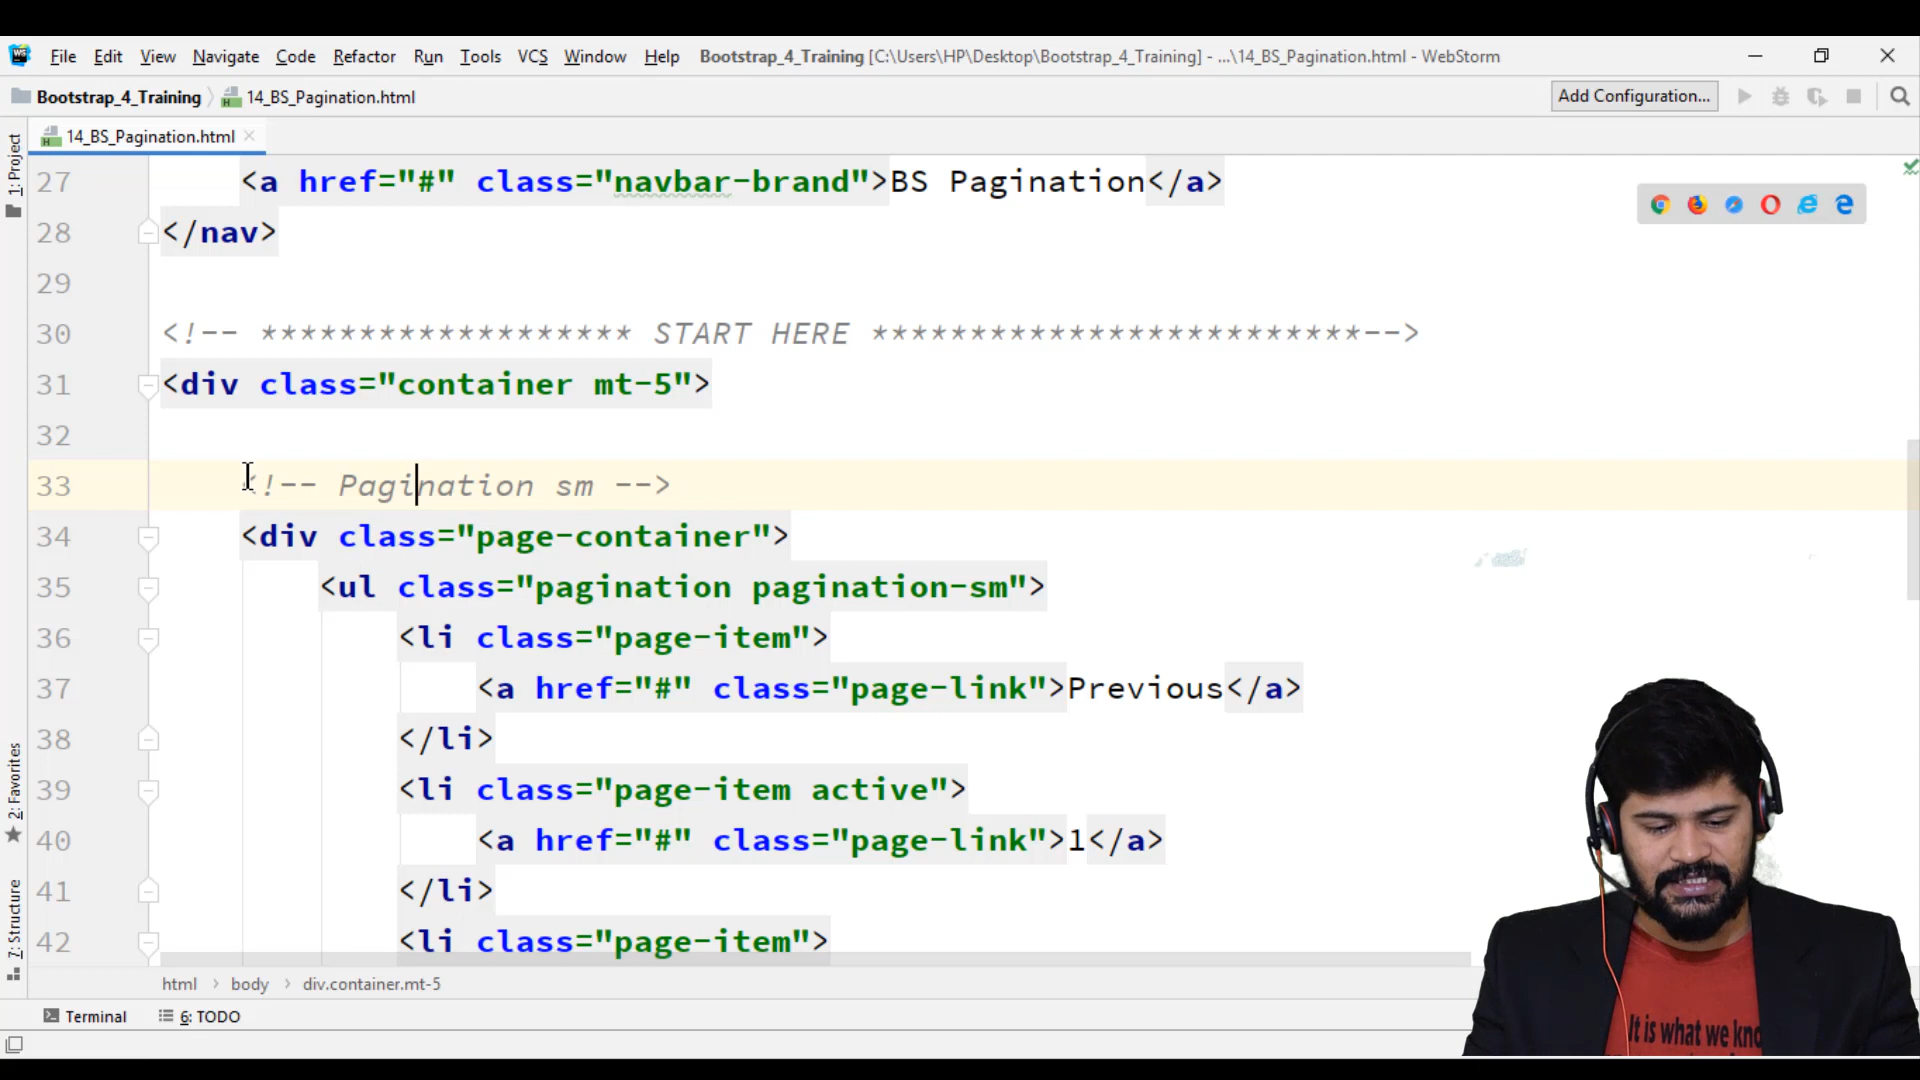 File Edit View Navigate Code Refactor Run Tools VCS Window Help Bootstrap_4_Training [C:\Users\HP\Desktop\Bootstrap_4_Training] - ...\14_BS_Pagination.html - WebStorm
Bootstrap_4_Training 14_BS_Pagination.html Add Configuration...
14_BS_Pagination.html
1: Project
2: Favorites
7: Structure
27 <a href="#" class="navbar-brand">BS Pagination</a>
28 </nav>
29
30 <!-- ******************* START HERE *************************-->
31 <div class="container mt-5">
32
33 <!-- Pagination sm -->
34 <div class="page-container">
35 <ul class="pagination pagination-sm">
36 <li class="page-item">
37 <a href="#" class="page-link">Previous</a>
38 </li>
39 <li class="page-item active">
40 <a href="#" class="page-link">1</a>
41 </li>
42 <li class="page-item">
html › body › div.container.mt-5
Terminal 6: TODO
It is what we kno